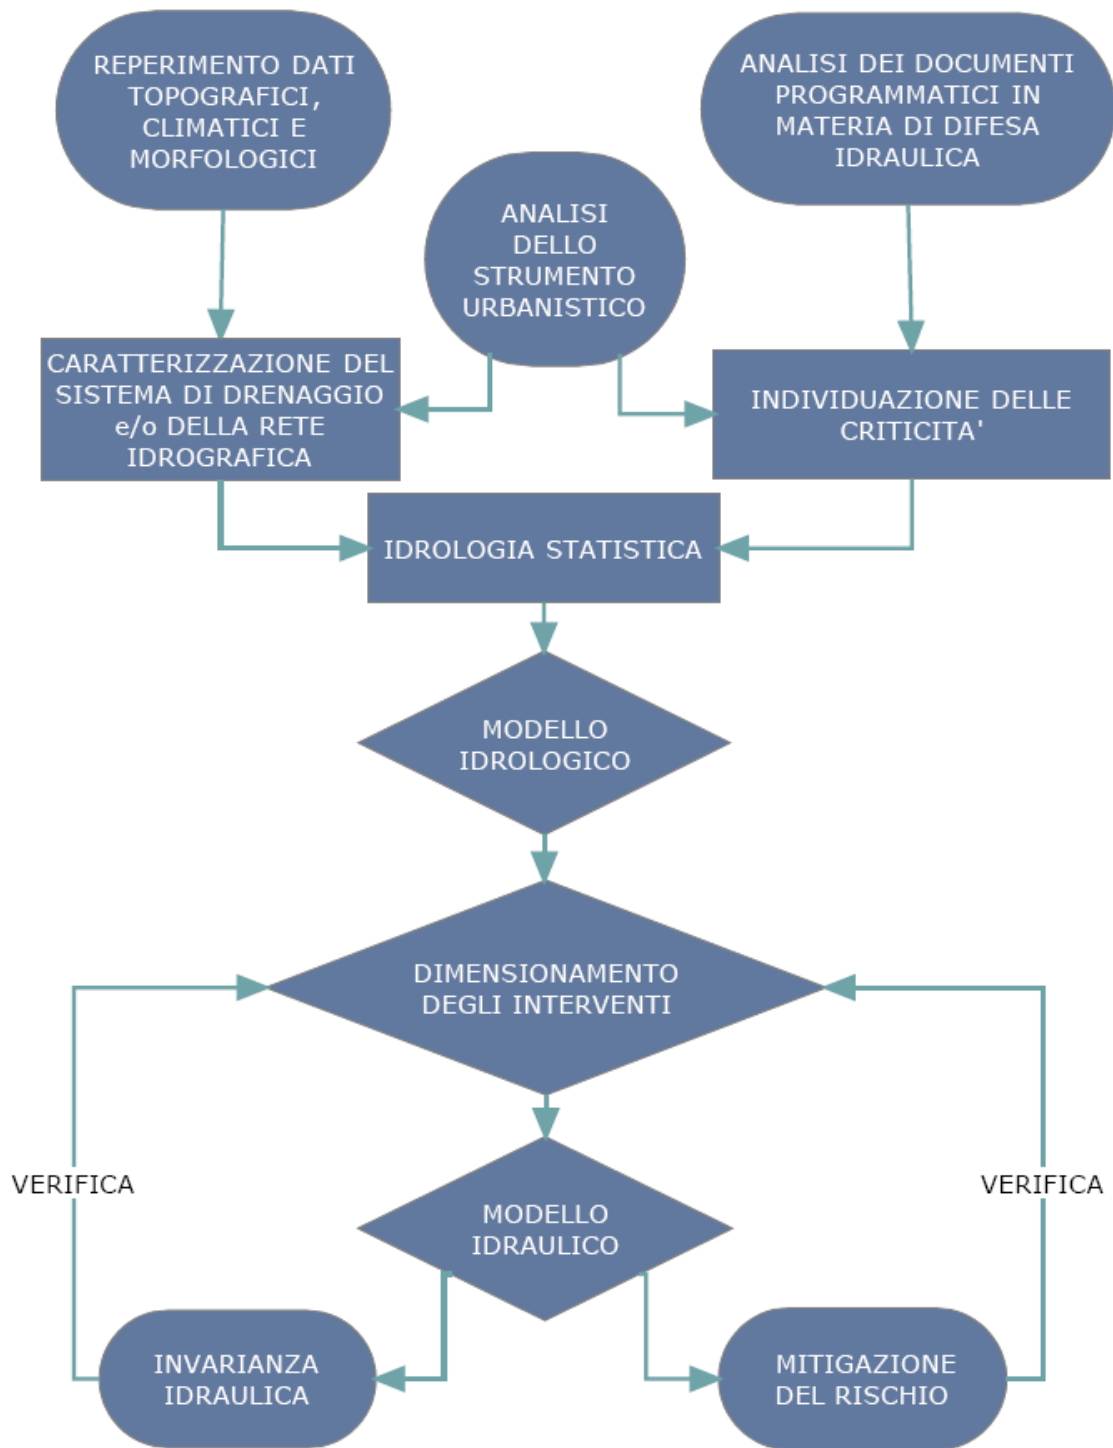 REPERIMENTO DATI
TOPOGRAFICI,
CLIMATICI E
MORFOLOGICI
ANALISI DEI DOCUMENTI
PROGRAMMATICI IN
MATERIA DI DIFESA
IDRAULICA
ANALISI
DELLO
STRUMENTO
URBANISTICO
CARATTERIZZAZIONE DEL
SISTEMA DI DRENAGGIO
e/o DELLA RETE
IDROGRAFICA
INDIVIDUAZIONE DELLE
CRITICITA'
IDROLOGIA STATISTICA
MODELLO
IDROLOGICO
DIMENSIONAMENTO
DEGLI INTERVENTI
VERIFICA
VERIFICA
MODELLO
IDRAULICO
INVARIANZA
IDRAULICA
MITIGAZIONE
DEL RISCHIO